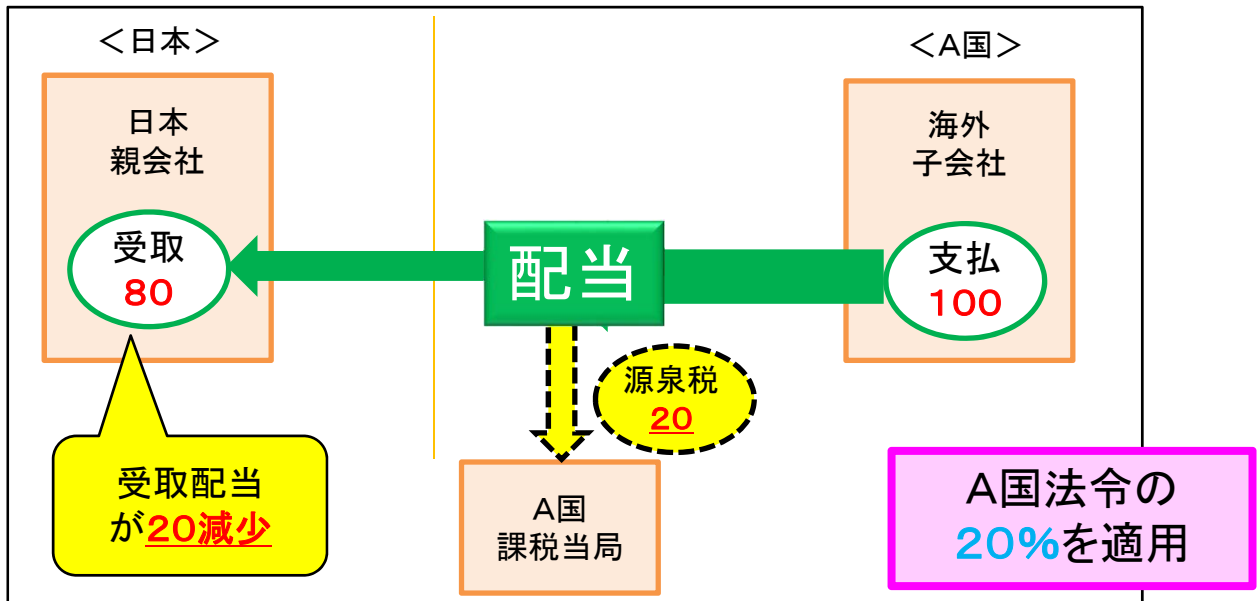 ＜日本＞
＜A国＞
日本
親会社
海外
子会社
受取
80
配当
支払
100
源泉税
20
受取配当
が20減少
A国
課税当局
A国法令の
20%を適用